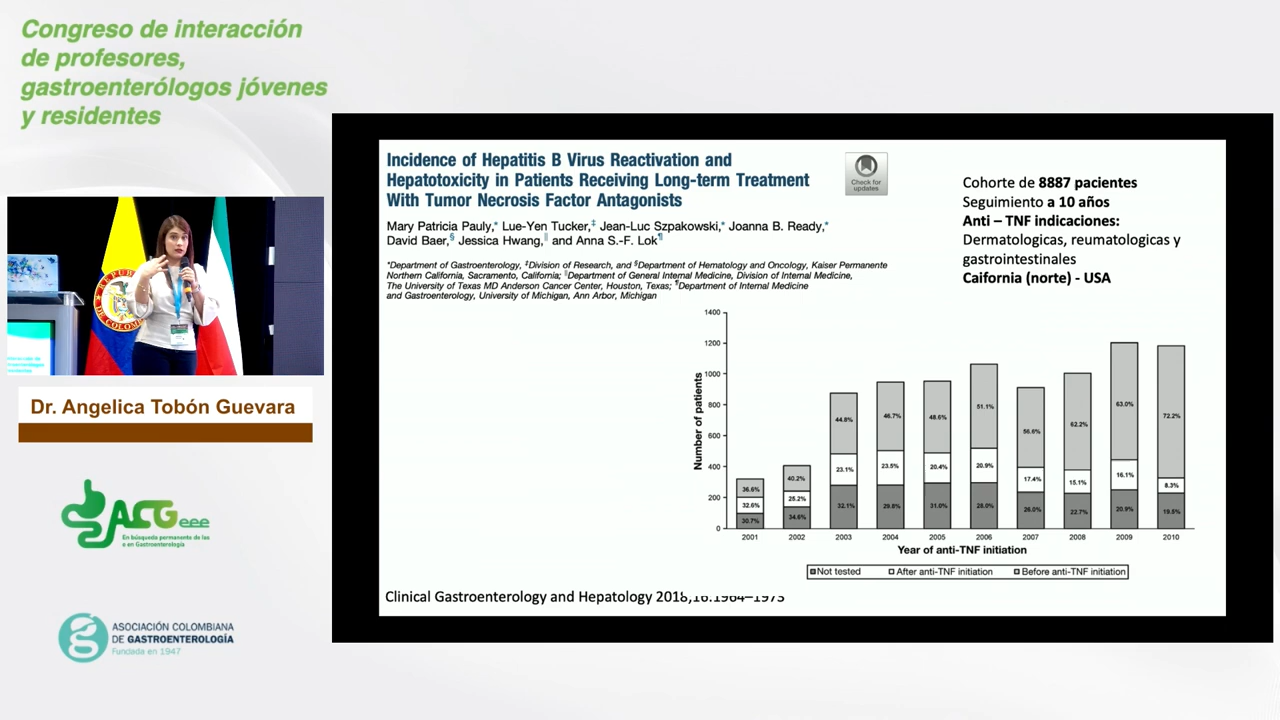 Congreso de interacción
de profesores,
gastroenterólogos jóvenes
y residentes
Dr. Angelica Tobón Guevara
ACGeee
En búsqueda permanente de las
e en Gastroenterología
ASOCIACIÓN COLOMBIANA
DE GASTROENTEROLOGÍA
Fundada en 1947
Incidence of Hepatitis B Virus Reactivation and
Hepatotoxicity in Patients Receiving Long-term Treatment
With Tumor Necrosis Factor Antagonists
Check for
updates
Mary Patricia Pauly,* Lue-Yen Tucker,‡ Jean-Luc Szpakowski,* Joanna B. Ready,*
David Baer,§ Jessica Hwang,‖ and Anna S.-F. Lok¶
*Department of Gastroenterology, ‡Division of Research, and §Department of Hematology and Oncology, Kaiser Permanente
Northern California, Sacramento, California; ‖Department of General Internal Medicine, Division of Internal Medicine,
The University of Texas MD Anderson Cancer Center, Houston, Texas; ¶Department of Internal Medicine
and Gastroenterology, University of Michigan, Ann Arbor, Michigan
Cohorte de 8887 pacientes
Seguimiento a 10 años
Anti – TNF indicaciones:
Dermatologicas, reumatologicas y
gastrointestinales
Caifornia (norte) - USA
Number of patients
1400
1200
1000
800
600
400
200
0
36.6% 40.2% 44.8% 46.7% 48.6% 51.1% 56.6% 62.2% 63.0% 72.2%
32.6% 25.2% 23.1% 23.5% 20.4% 20.9% 17.4% 15.1% 16.1% 8.3%
30.7% 34.6% 32.1% 29.8% 31.0% 28.0% 26.0% 22.7% 20.9% 19.5%
2001 2002 2003 2004 2005 2006 2007 2008 2009 2010
Year of anti-TNF initiation
Not tested After anti-TNF initiation Before anti-TNF initiation
Clinical Gastroenterology and Hepatology 2018;16:1964–1973